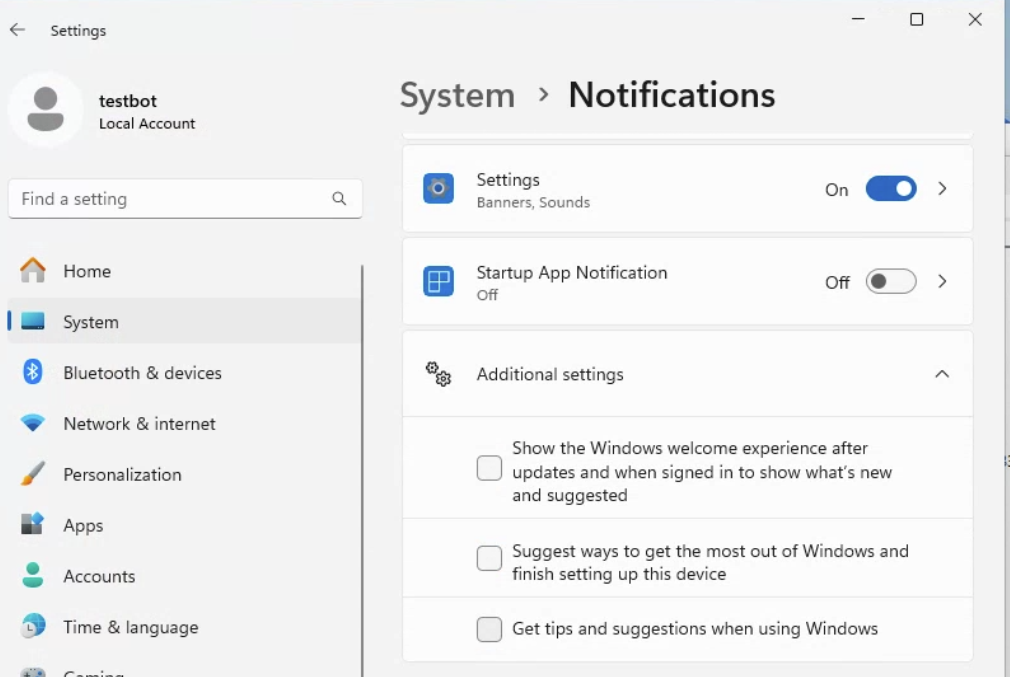 Settings
testbot
Local Account
Find a setting
Home
System
Bluetooth & devices
Network & internet
Personalization
Apps
Accounts
Time & language
Gaming
System > Notifications
Settings
Banners, Sounds
On
Startup App Notification
Off
Off
Additional settings
Show the Windows welcome experience after
updates and when signed in to show what's new
and suggested
Suggest ways to get the most out of Windows and
finish setting up this device
Get tips and suggestions when using Windows